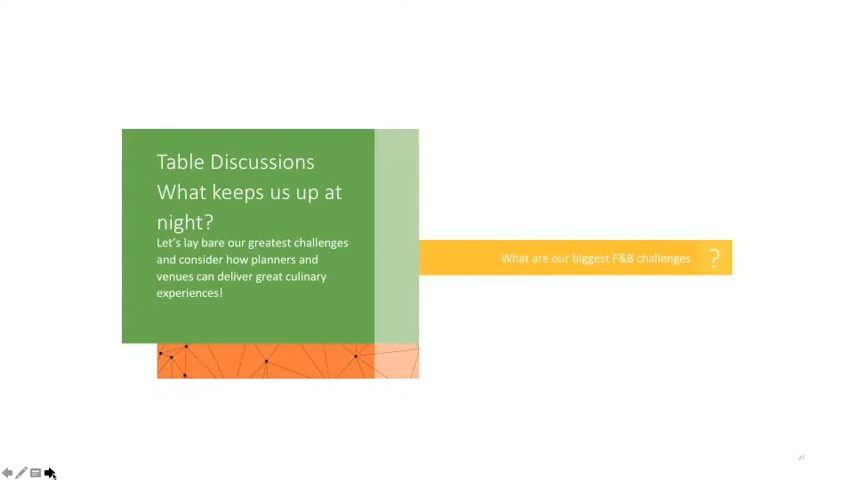 Table Discussions
What keeps us up at
night?
Let's lay bare our greatest challenges
and consider how planners and
venues can deliver great culinary
experiences!
What are our biggest F&B challenges ?
27